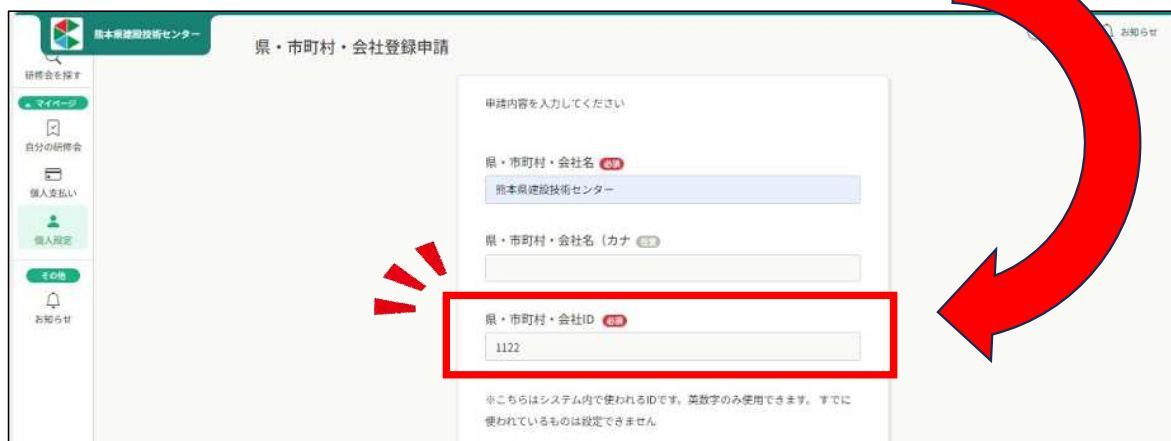 熊本県建設技術センター
お知らせ
県・市町村・会社登録申請
研修会を探す
マイページ
自分の研修会
個人支払い
個人設定
その他
お知らせ
申請内容を入力してください
県・市町村・会社名 必須
熊本県建設技術センター
県・市町村・会社名（カナ 任意
県・市町村・会社ID 必須
1122
※こちらはシステム内で使われるIDです。英数字のみ使用できます。 すでに
使われているものは設定できません